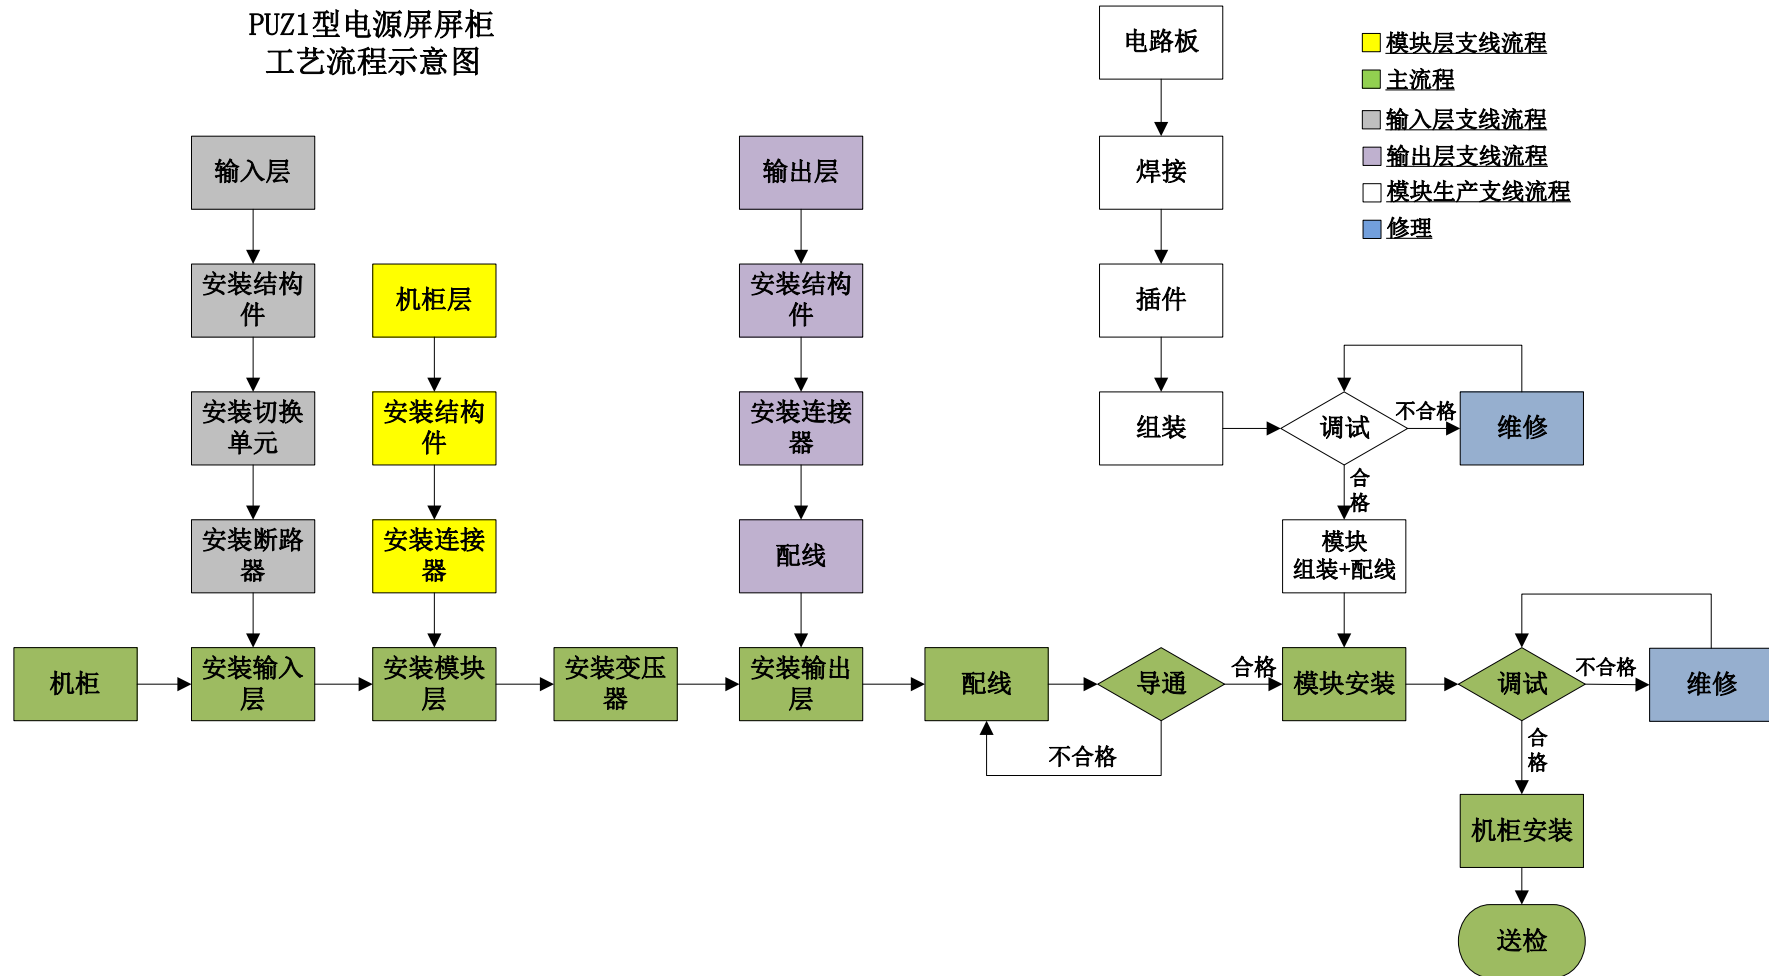 PUZ1型电源屏屏柜
工艺流程示意图
电路板
模块层支线流程
主流程
输入层支线流程
输出层支线流程
模块生产支线流程
修理
输入层
输出层
焊接
安装结构
件
机柜层
安装结构
件
插件
安装切换
单元
安装结构
件
安装连接
器
组装
调试
不合格
维修
合
格
安装断路
器
安装连接
器
配线
模块
组装+配线
机柜
安装输入
层
安装模块
层
安装变压
器
安装输出
层
配线
导通
合格
模块安装
调试
不合格
维修
不合格
合
格
机柜安装
送检